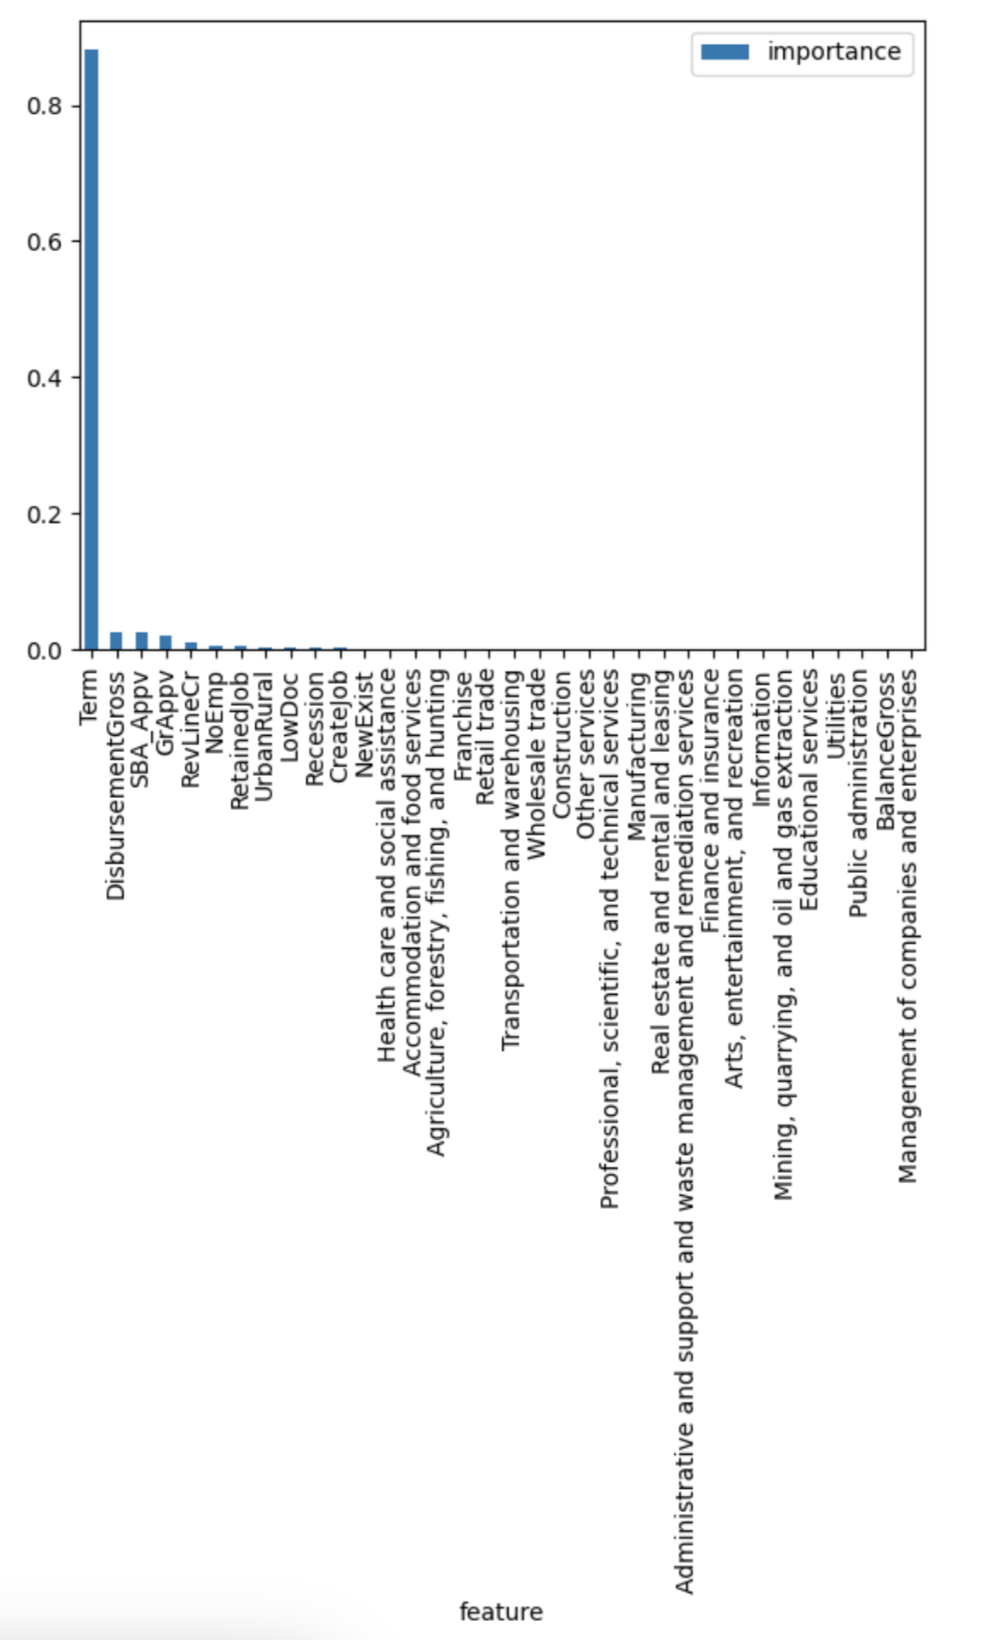 importance
0.8
0.6
0.4
0.2
0.0
Term
DisbursementGross
SBA_Appv
GrAppv
RevLineCr
NoEmp
RetainedJob
UrbanRural
LowDoc
Recession
CreateJob
NewExist
Health care and social assistance
Accommodation and food services
Agriculture, forestry, fishing, and hunting
Franchise
Retail trade
Transportation and warehousing
Wholesale trade
Construction
Other services
Professional, scientific, and technical services
Manufacturing
Real estate and rental and leasing
Administrative and support and waste management and remediation services
Finance and insurance
Arts, entertainment, and recreation
Information
Mining, quarrying, and oil and gas extraction
Educational services
Utilities
Public administration
BalanceGross
Management of companies and enterprises
feature